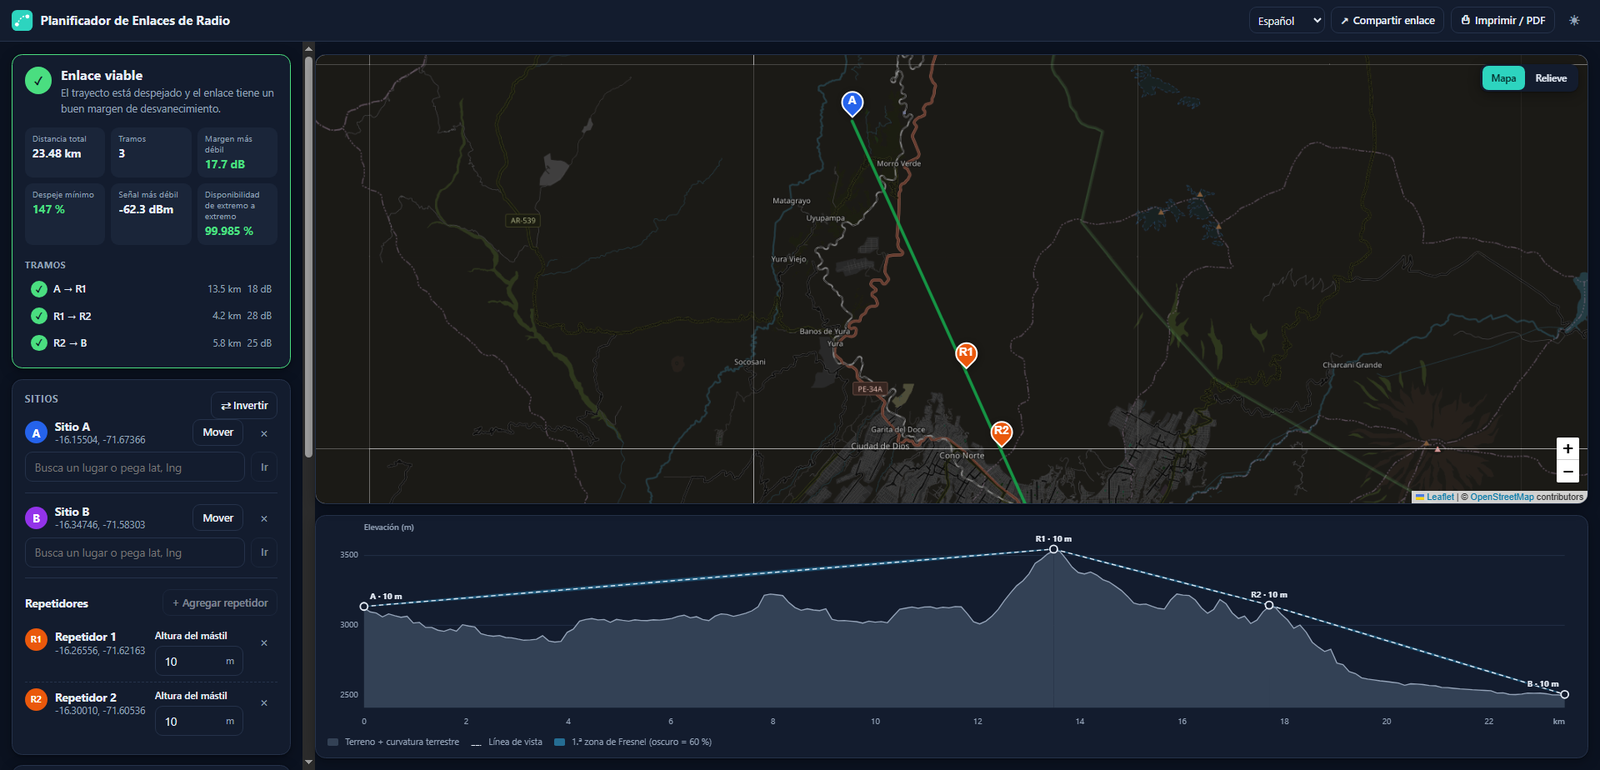 Planificador de Enlaces de Radio
Español
↗ Compartir enlace
Imprimir / PDF
Enlace viable
El trayecto está despejado y el enlace tiene un
buen margen de desvanecimiento.
Distancia total
23.48 km
Tramos
3
Margen más
débil
17.7 dB
Despeje mínimo
147 %
Señal más débil
-62.3 dBm
Disponibilidad
de extremo a
extremo
99.985 %
TRAMOS
A → R1 13.5 km 18 dB
R1 → R2 4.2 km 28 dB
R2 → B 5.8 km 25 dB
SITIOS
⇄ Invertir
A
Sitio A
-16.15504, -71.67366
Mover
×
Busca un lugar o pega lat, lng
Ir
B
Sitio B
-16.34746, -71.58303
Mover
×
Busca un lugar o pega lat, lng
Ir
Repetidores
+ Agregar repetidor
R1
Repetidor 1
-16.26556, -71.62163
Altura del mástil
10 m
×
R2
Repetidor 2
-16.30010, -71.60536
Altura del mástil
10 m
×
Mapa
Relieve
A
Morro Verde
Matagrayo
Uyupampa
AR-539
Yura Viejo
Banos de Yura
Yura
Socosani
R1
Charcani Grande
PE-34A
Garita del Doce
R2
Ciudad de Dios
Cono Norte
+
−
Leaflet | © OpenStreetMap contributors
Elevación (m)
3500
3000
2500
A · 10 m
R1 · 10 m
R2 · 10 m
B · 10 m
0 2 4 6 8 10 12 14 16 18 20 22 km
Terreno + curvatura terrestre
Línea de vista
1.ª zona de Fresnel (oscuro = 60 %)